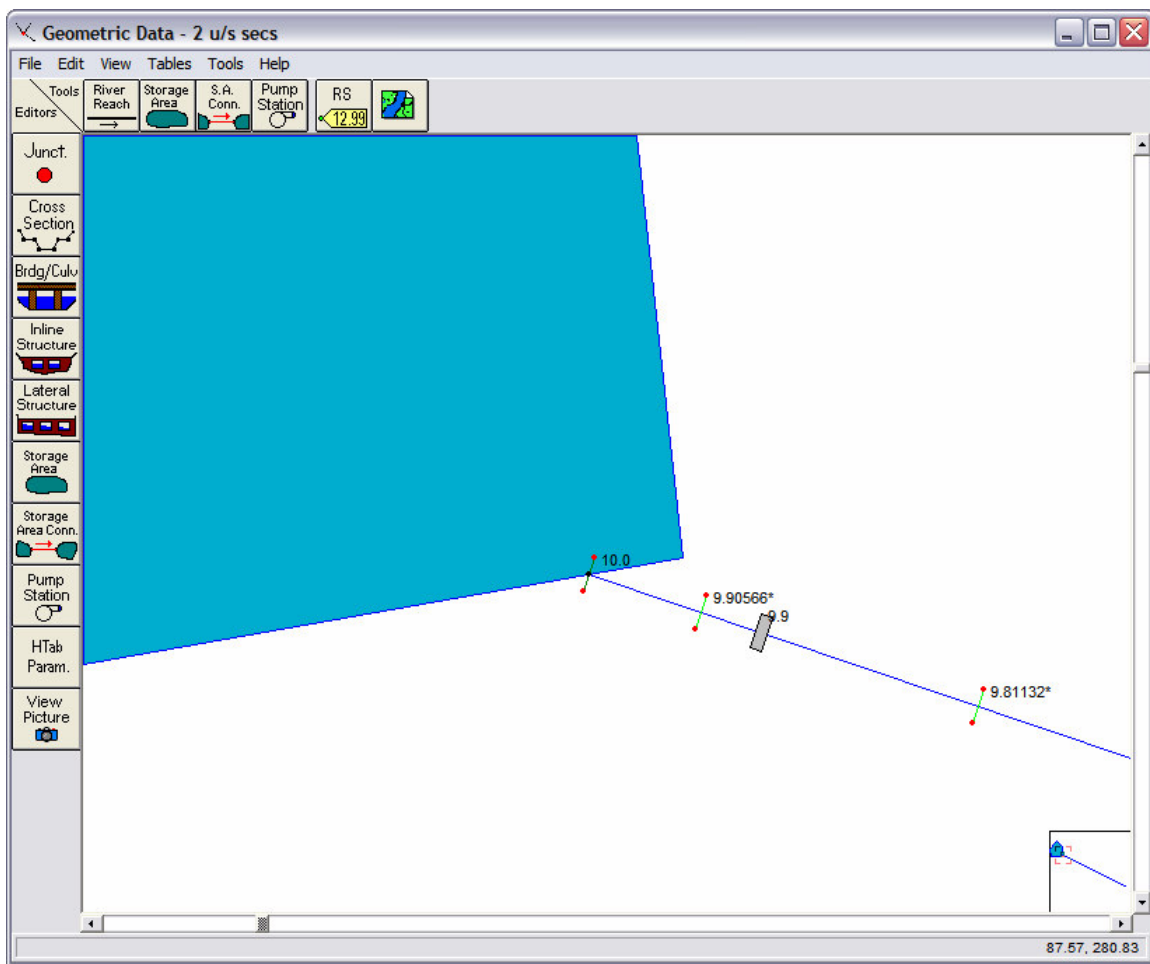 Geometric Data - 2 u/s secs
File Edit View Tables Tools Help
Tools
Editors
River
Reach
Storage
Area
S.A.
Conn.
Pump
Station
RS
12.99
Junct.
Cross
Section
Brdg/Culv
Inline
Structure
Lateral
Structure
Storage
Area
Storage
Area Conn.
Pump
Station
HTab
Param.
View
Picture
10.0
9.90566*
9.9
9.81132*
87.57, 280.83